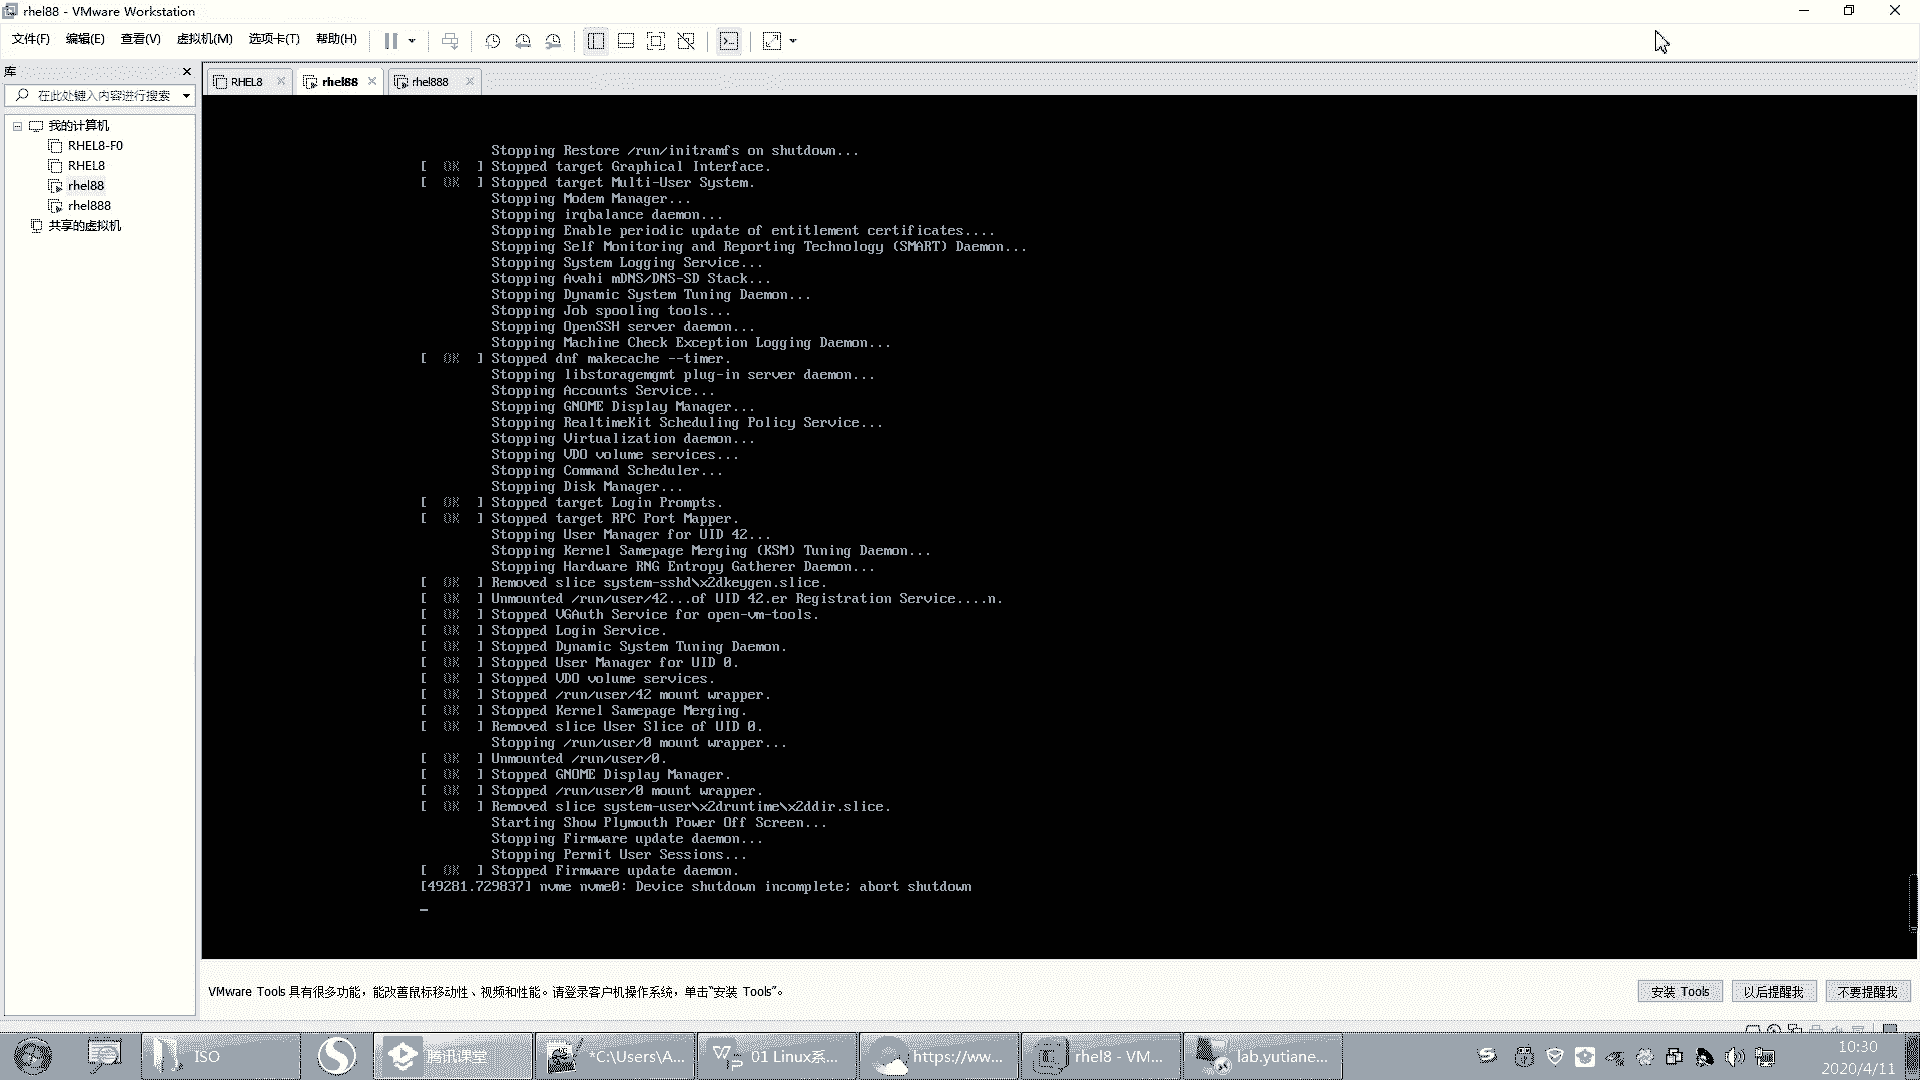 rhel88 - VMware Workstation
文件(F) 编辑(E) 查看(V) 虚拟机(M) 选项卡(T) 帮助(H)
库
在此处键入内容进行搜索
我的计算机
RHEL8-F0
RHEL8
rhel88
rhel888
共享的虚拟机
RHEL8 rhel88 rhel888
Stopping Restore /run/initramfs on shutdown...
[  OK  ] Stopped target Graphical Interface.
[  OK  ] Stopped target Multi-User System.
Stopping Modem Manager...
Stopping irqbalance daemon...
Stopping Enable periodic update of entitlement certificates....
Stopping Self Monitoring and Reporting Technology (SMART) Daemon...
Stopping System Logging Service...
Stopping Avahi mDNS/DNS-SD Stack...
Stopping Dynamic System Tuning Daemon...
Stopping Job spooling tools...
Stopping OpenSSH server daemon...
Stopping Machine Check Exception Logging Daemon...
[  OK  ] Stopped dnf makecache --timer.
Stopping libstoragemgmt plug-in server daemon...
Stopping Accounts Service...
Stopping GNOME Display Manager...
Stopping RealtimeKit Scheduling Policy Service...
Stopping Virtualization daemon...
Stopping VDO volume services...
Stopping Command Scheduler...
Stopping Disk Manager...
[  OK  ] Stopped target Login Prompts.
[  OK  ] Stopped target RPC Port Mapper.
Stopping User Manager for UID 42...
Stopping Kernel Samepage Merging (KSM) Tuning Daemon...
Stopping Hardware RNG Entropy Gatherer Daemon...
[  OK  ] Removed slice system-sshd\x2dkeygen.slice.
[  OK  ] Unmounted /run/user/42...of UID 42.er Registration Service....n.
[  OK  ] Stopped VGAuth Service for open-vm-tools.
[  OK  ] Stopped Login Service.
[  OK  ] Stopped Dynamic System Tuning Daemon.
[  OK  ] Stopped User Manager for UID 0.
[  OK  ] Stopped VDO volume services.
[  OK  ] Stopped /run/user/42 mount wrapper.
[  OK  ] Stopped Kernel Samepage Merging.
[  OK  ] Removed slice User Slice of UID 0.
Stopping /run/user/0 mount wrapper...
[  OK  ] Unmounted /run/user/0.
[  OK  ] Stopped GNOME Display Manager.
[  OK  ] Stopped /run/user/0 mount wrapper.
[  OK  ] Removed slice system-user\x2druntime\x2ddir.slice.
Starting Show Plymouth Power Off Screen...
Stopping Firmware update daemon...
Stopping Permit User Sessions...
[  OK  ] Stopped Firmware update daemon.
[49281.729837] nvme nvme0: Device shutdown incomplete; abort shutdown
VMware Tools 具有很多功能，能改善鼠标移动性、视频和性能。请登录客户机操作系统，单击“安装 Tools”。
安装 Tools 以后提醒我 不要提醒我
ISO 腾讯课堂 *C:\Users\A... 01 Linux系... https://ww... rhel8 - VM... lab.yutiane...
10:30
2020/4/11